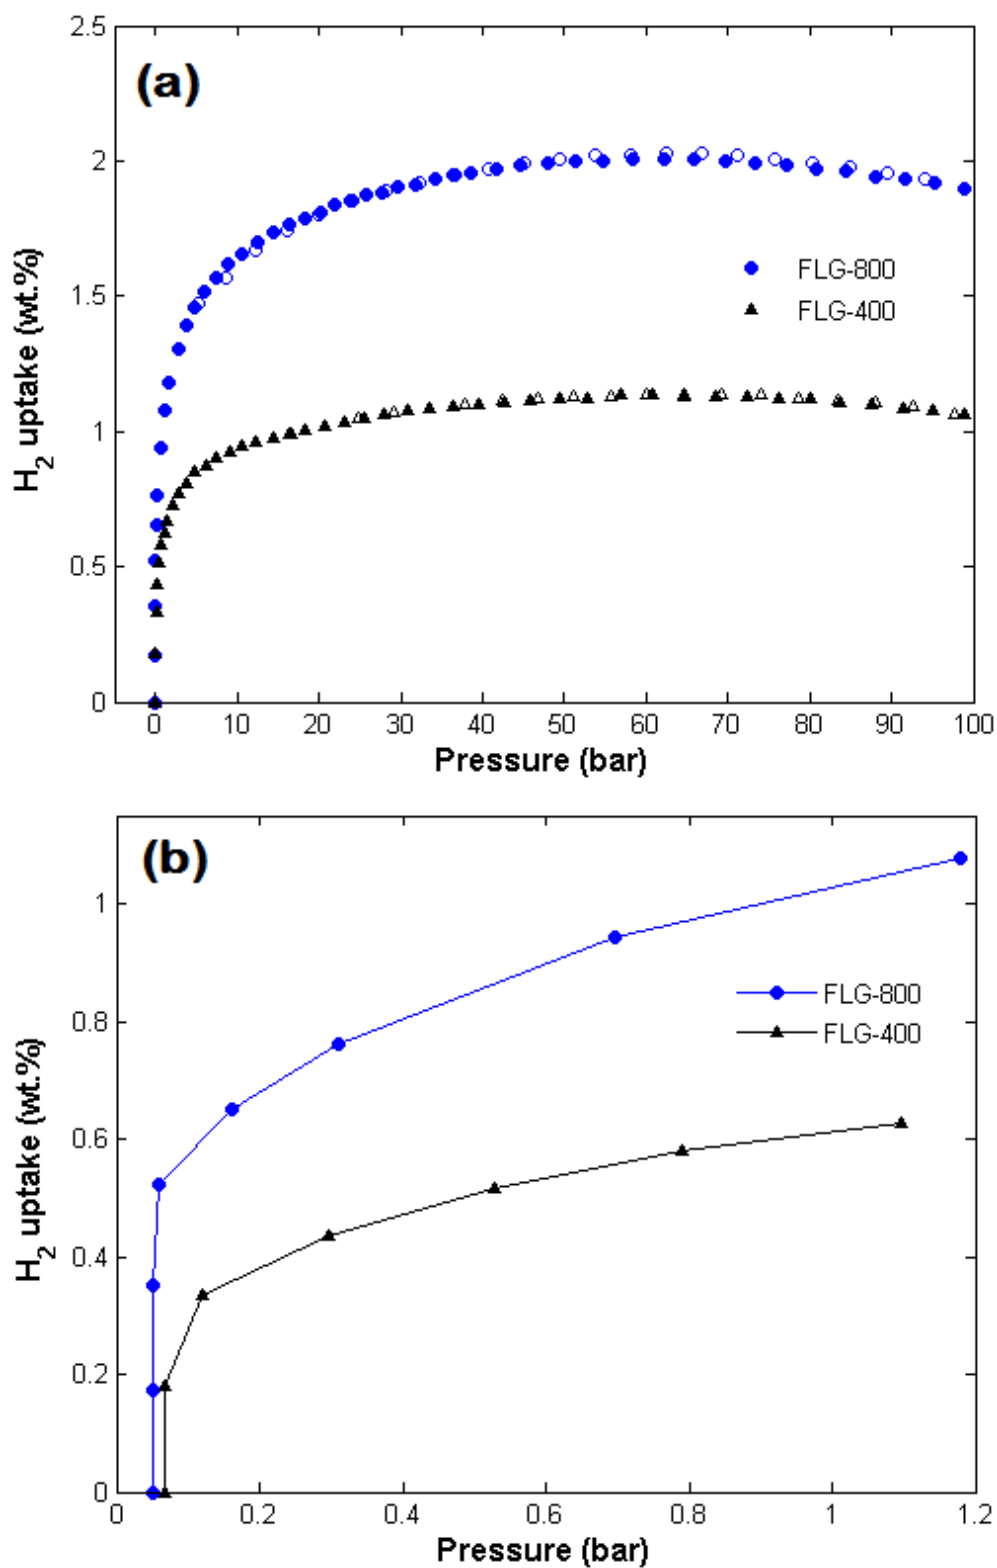 (a)
2.5
2
1.5
1
0.5
0
H2 uptake (wt.%)
FLG-800
FLG-400
0 10 20 30 40 50 60 70 80 90 100
Pressure (bar)
(b)
1
0.8
0.6
0.4
0.2
0
H2 uptake (wt.%)
FLG-800
FLG-400
0 0.2 0.4 0.6 0.8 1 1.2
Pressure (bar)